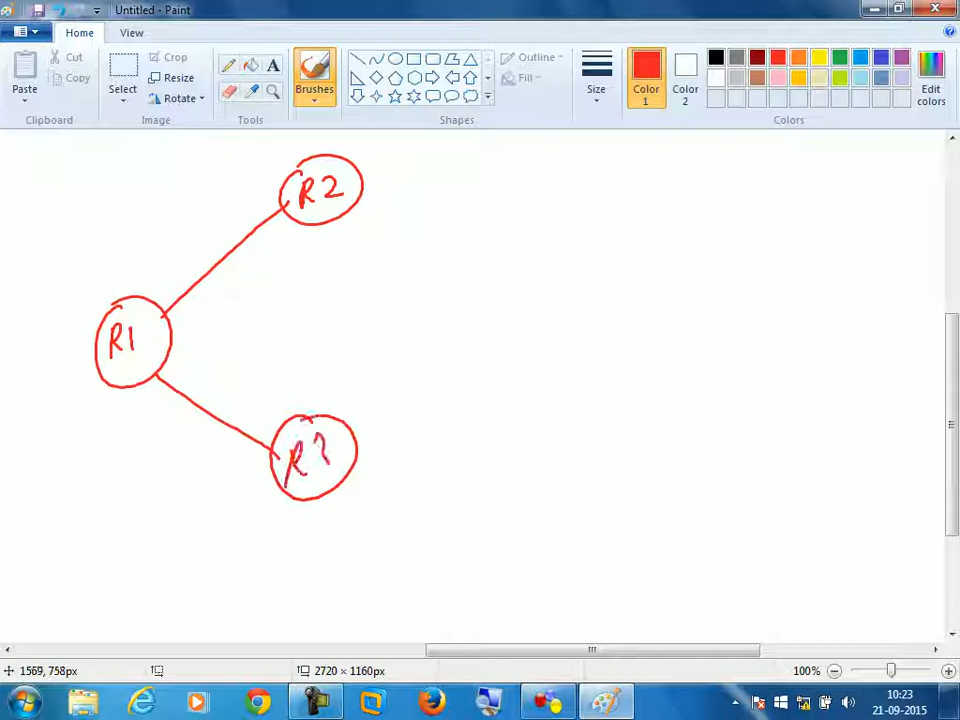 Untitled - Paint
Home
View
Paste
Cut
Copy
Clipboard
Select
Crop
Resize
Rotate
Image
A
Tools
Brushes
Outline
Fill
Shapes
Size
Color 1
Color 2
Edit colors
Colors
R2
R1
1569, 758px
2720 × 1160px
100%
10:23
21-09-2015